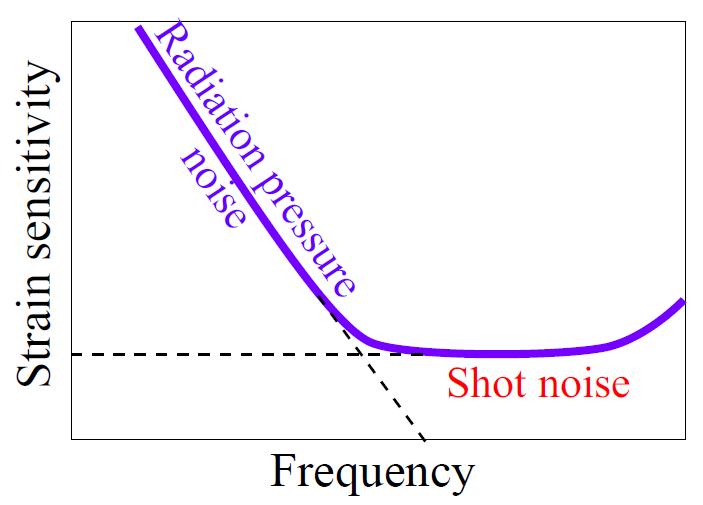 Strain sensitivity
Radiation pressure
noise
Shot noise
Frequency